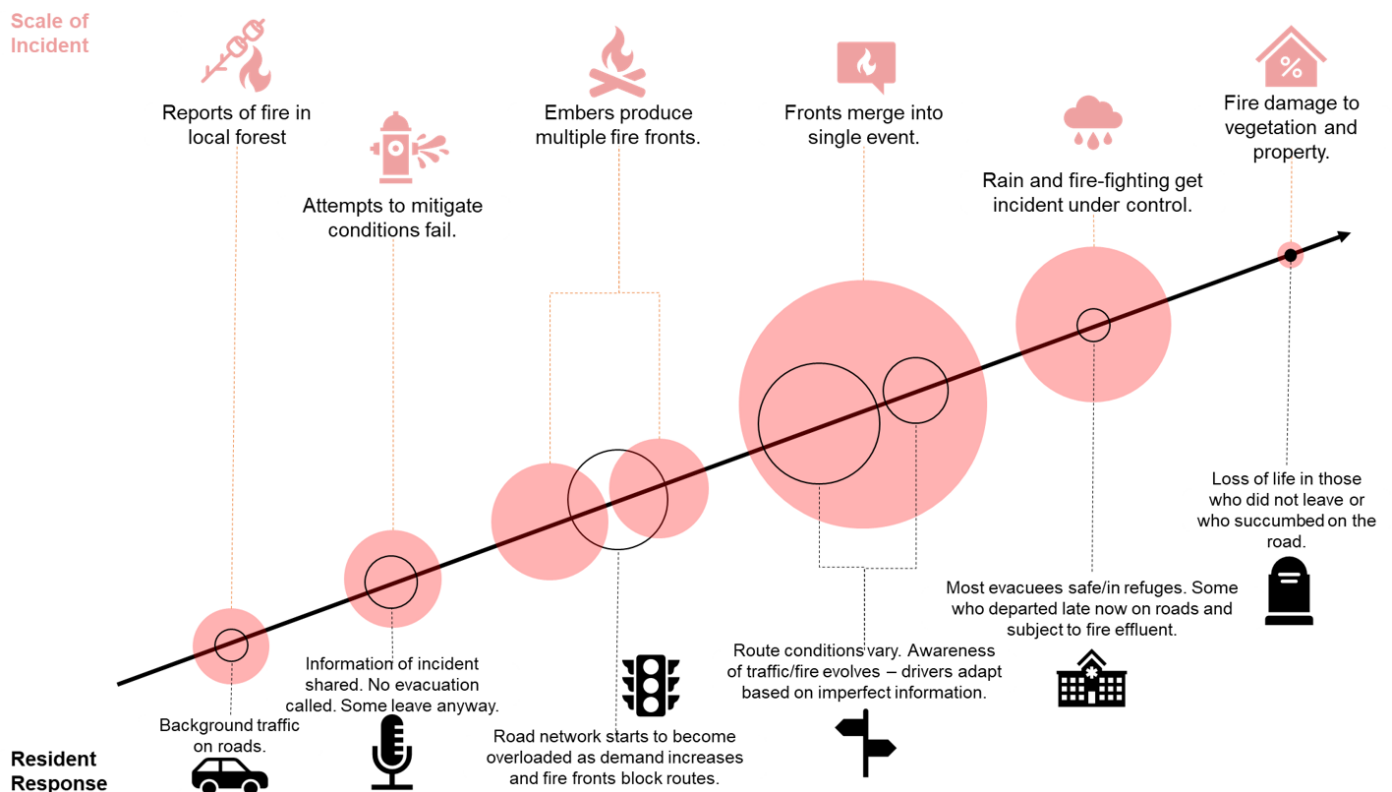 Scale of
Incident
Reports of fire in
local forest
Attempts to mitigate
conditions fail.
Embers produce
multiple fire fronts.
Fronts merge into
single event.
Rain and fire-fighting get
incident under control.
%
Fire damage to
vegetation and
property.
Resident
Response
Background traffic
on roads.
Information of incident
shared. No evacuation
called. Some leave anyway.
Road network starts to become
overloaded as demand increases
and fire fronts block routes.
Route conditions vary. Awareness
of traffic/fire evolves – drivers adapt
based on imperfect information.
Most evacuees safe/in refuges. Some
who departed late now on roads and
subject to fire effluent.
Loss of life in those
who did not leave or
who succumbed on the
road.